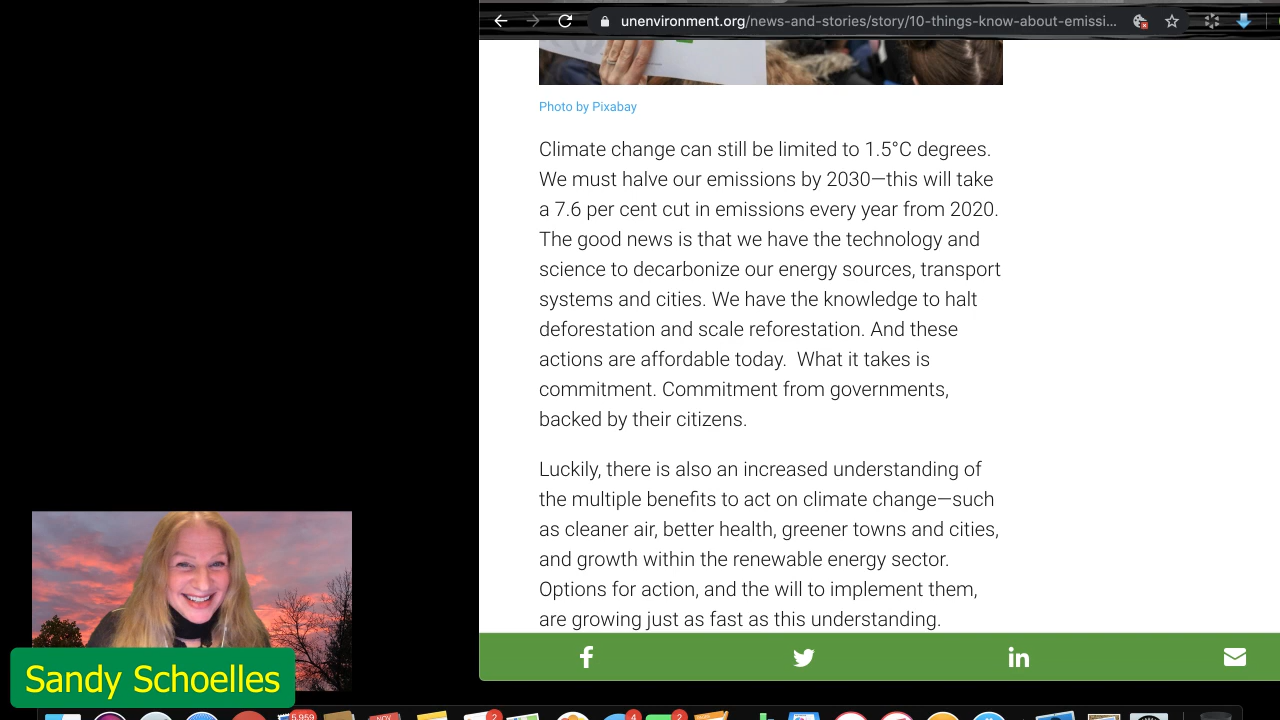 unenvironment.org/news-and-stories/story/10-things-know-about-emissi...
Photo by Pixabay
Climate change can still be limited to 1.5°C degrees.
We must halve our emissions by 2030—this will take
a 7.6 per cent cut in emissions every year from 2020.
The good news is that we have the technology and
science to decarbonize our energy sources, transport
systems and cities. We have the knowledge to halt
deforestation and scale reforestation. And these
actions are affordable today.  What it takes is
commitment. Commitment from governments,
backed by their citizens.
Luckily, there is also an increased understanding of
the multiple benefits to act on climate change—such
as cleaner air, better health, greener towns and cities,
and growth within the renewable energy sector.
Options for action, and the will to implement them,
are growing just as fast as this understanding.
f in
Sandy Schoelles
5,959 NOV 2 4 2